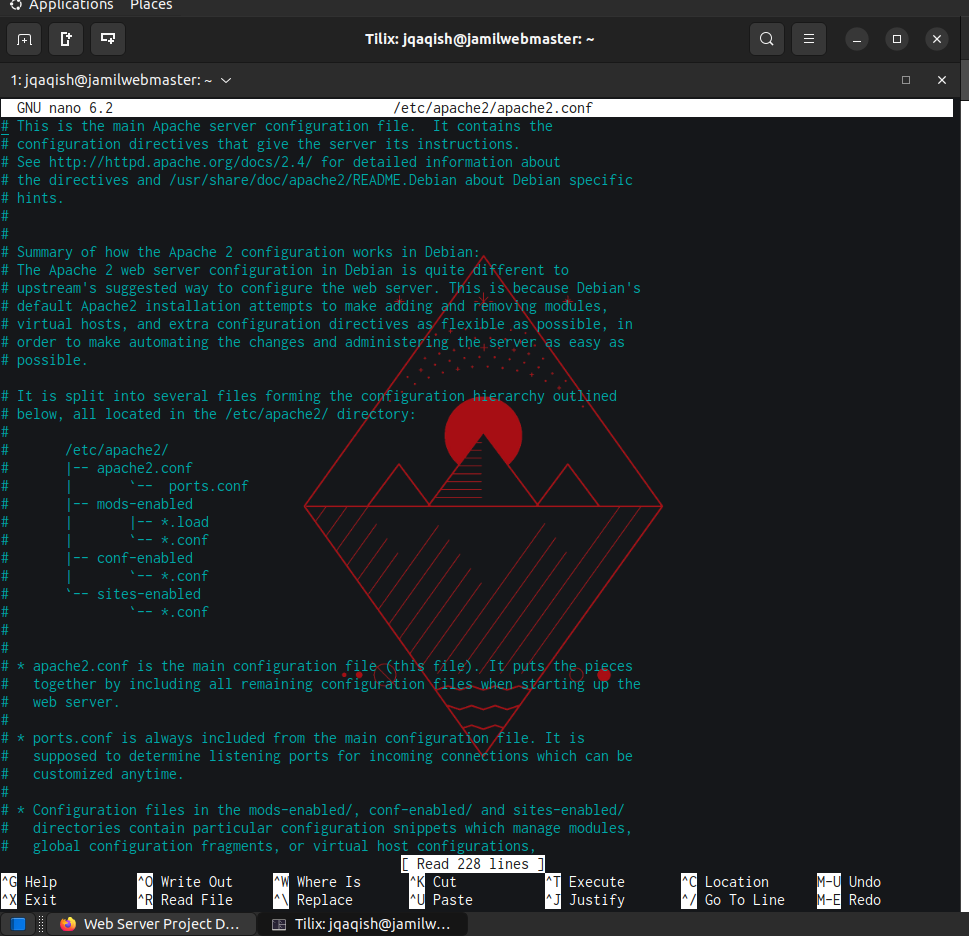 Applications Places
Tilix: jqaqish@jamilwebmaster: ~
1: jqaqish@jamilwebmaster: ~
GNU nano 6.2 /etc/apache2/apache2.conf
# This is the main Apache server configuration file.  It contains the
# configuration directives that give the server its instructions.
# See http://httpd.apache.org/docs/2.4/ for detailed information about
# the directives and /usr/share/doc/apache2/README.Debian about Debian specific
# hints.
#
#
# Summary of how the Apache 2 configuration works in Debian:
# The Apache 2 web server configuration in Debian is quite different to
# upstream's suggested way to configure the web server. This is because Debian's
# default Apache2 installation attempts to make adding and removing modules,
# virtual hosts, and extra configuration directives as flexible as possible, in
# order to make automating the changes and administering the server as easy as
# possible.

# It is split into several files forming the configuration hierarchy outlined
# below, all located in the /etc/apache2/ directory:
#
#       /etc/apache2/
#       |-- apache2.conf
#       |       `--  ports.conf
#       |-- mods-enabled
#       |       |-- *.load
#       |       `-- *.conf
#       |-- conf-enabled
#       |       `-- *.conf
#       `-- sites-enabled
#               `-- *.conf
#
#
# * apache2.conf is the main configuration file (this file). It puts the pieces
#   together by including all remaining configuration files when starting up the
#   web server.
#
# * ports.conf is always included from the main configuration file. It is
#   supposed to determine listening ports for incoming connections which can be
#   customized anytime.
#
# * Configuration files in the mods-enabled/, conf-enabled/ and sites-enabled/
#   directories contain particular configuration snippets which manage modules,
#   global configuration fragments, or virtual host configurations,
[ Read 228 lines ]
^G Help ^O Write Out ^W Where Is ^K Cut ^T Execute ^C Location M-U Undo
^X Exit ^R Read File ^\ Replace ^U Paste ^J Justify ^/ Go To Line M-E Redo
Web Server Project D... Tilix: jqaqish@jamilw...